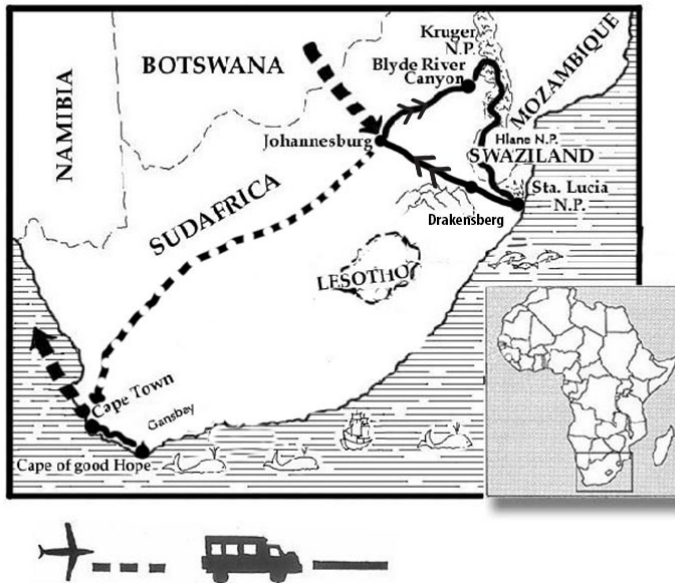 Kruger
N.P.
Blyde River
Canyon
BOTSWANA
MOZAMBIQUE
NAMIBIA
Johannesburg
Hlane N.P.
SWAZILAND
Sta. Lucia
N.P.
SUDAFRICA
Drakensberg
LESOTHO
Cape Town
Gansbay
Cape of good Hope